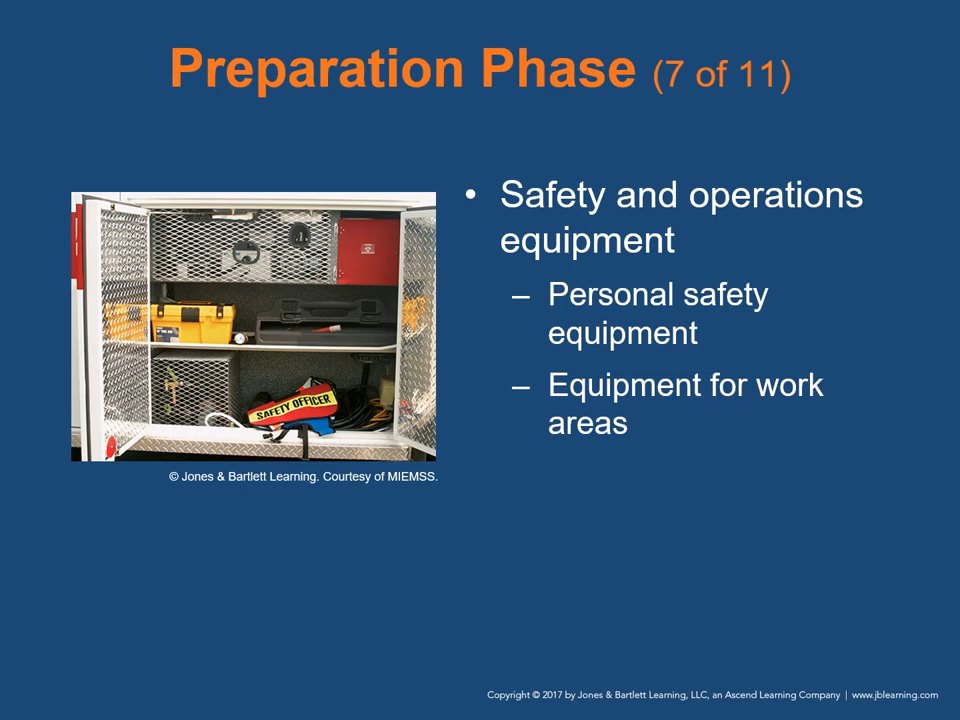 Preparation Phase (7 of 11)
• Safety and operations
equipment
– Personal safety
equipment
– Equipment for work
areas
SAFETY OFFICER
© Jones & Bartlett Learning. Courtesy of MIEMSS.
Copyright © 2017 by Jones & Bartlett Learning, LLC, an Ascend Learning Company | www.jblearning.com